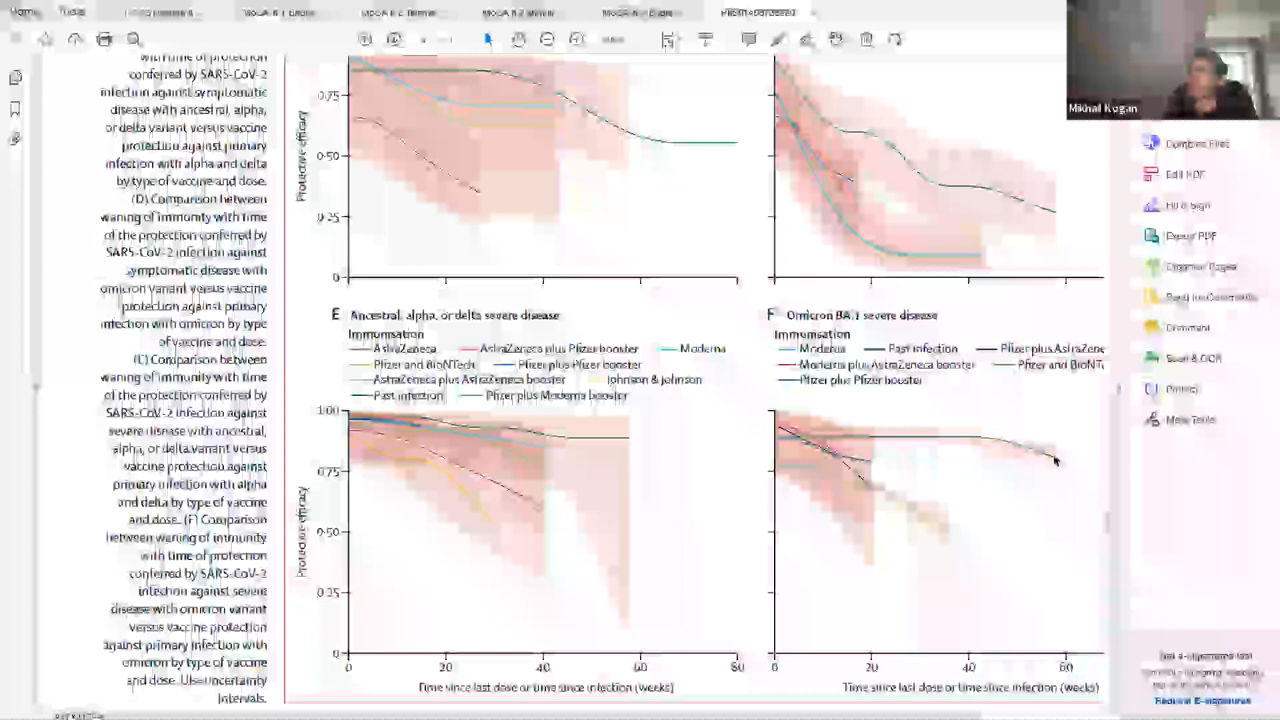 Home
Tools
with time of protection
conferred by SARS-CoV-2
infection against symptomatic
disease with ancestral, alpha,
or delta variant versus vaccine
protection against primary
infection with alpha and delta
by type of vaccine and dose.
(D) Comparison between
waning of immunity with time
of the protection conferred by
SARS-CoV-2 infection against
symptomatic disease with
omicron variant versus vaccine
protection against primary
infection with omicron by type
of vaccine and dose.
(E) Comparison between
waning of immunity with time
of the protection conferred by
SARS-CoV-2 infection against
severe disease with ancestral,
alpha, or delta variant versus
vaccine protection against
primary infection with alpha
and delta by type of vaccine
and dose. (F) Comparison
between waning of immunity
with time of protection
conferred by SARS-CoV-2
infection against severe
disease with omicron variant
versus vaccine protection
against primary infection with
omicron by type of vaccine
and dose. UI=uncertainty
intervals.
Protective efficacy
0.75
0.50
0.25
0
E Ancestral, alpha, or delta severe disease
Immunisation
AstraZeneca
AstraZeneca plus Pfizer booster
Moderna
Pfizer and BioNTech
Pfizer plus Pfizer booster
AstraZeneca plus AstraZeneca booster
Johnson & Johnson
Past infection
Pfizer plus Moderna booster
Protective efficacy
1.00
0.75
0.50
0.25
0
0 20 40 60 80
Time since last dose or time since infection (weeks)
F Omicron BA.1 severe disease
Immunisation
Moderna
Past infection
Pfizer plus AstraZene
Moderna plus AstraZeneca booster
Pfizer and BioNTe
Pfizer plus Pfizer booster
0 20 40 60
Time since last dose or time since infection (weeks)
Mikhail Kogan
Combine Files
Edit PDF
Fill & Sign
Export PDF
Organize Pages
Comment
Scan & OCR
Protect
More Tools
Request E-signatures